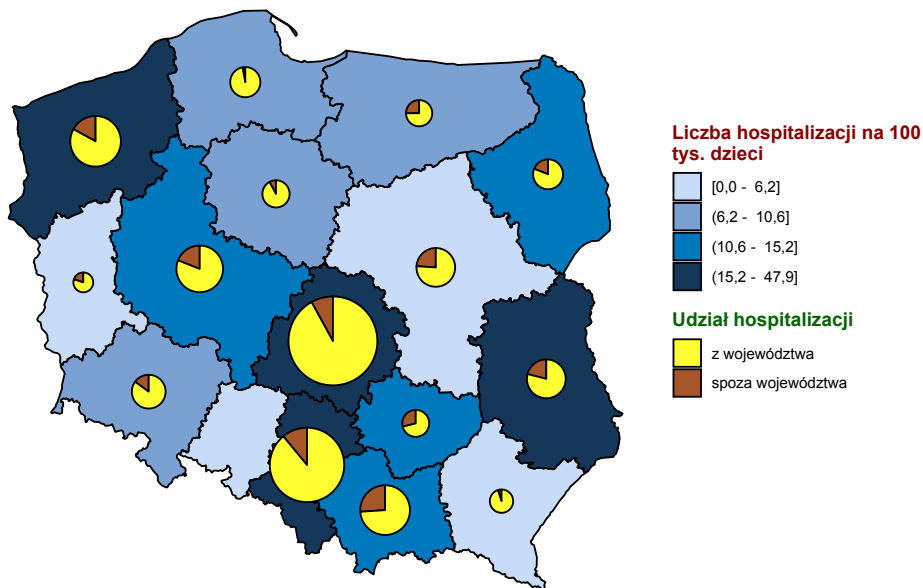 Liczba hospitalizacji na 100
tys. dzieci
[0,0 - 6,2]
(6,2 - 10,6]
(10,6 - 15,2]
(15,2 - 47,9]
Udział hospitalizacji
z województwa
spoza województwa